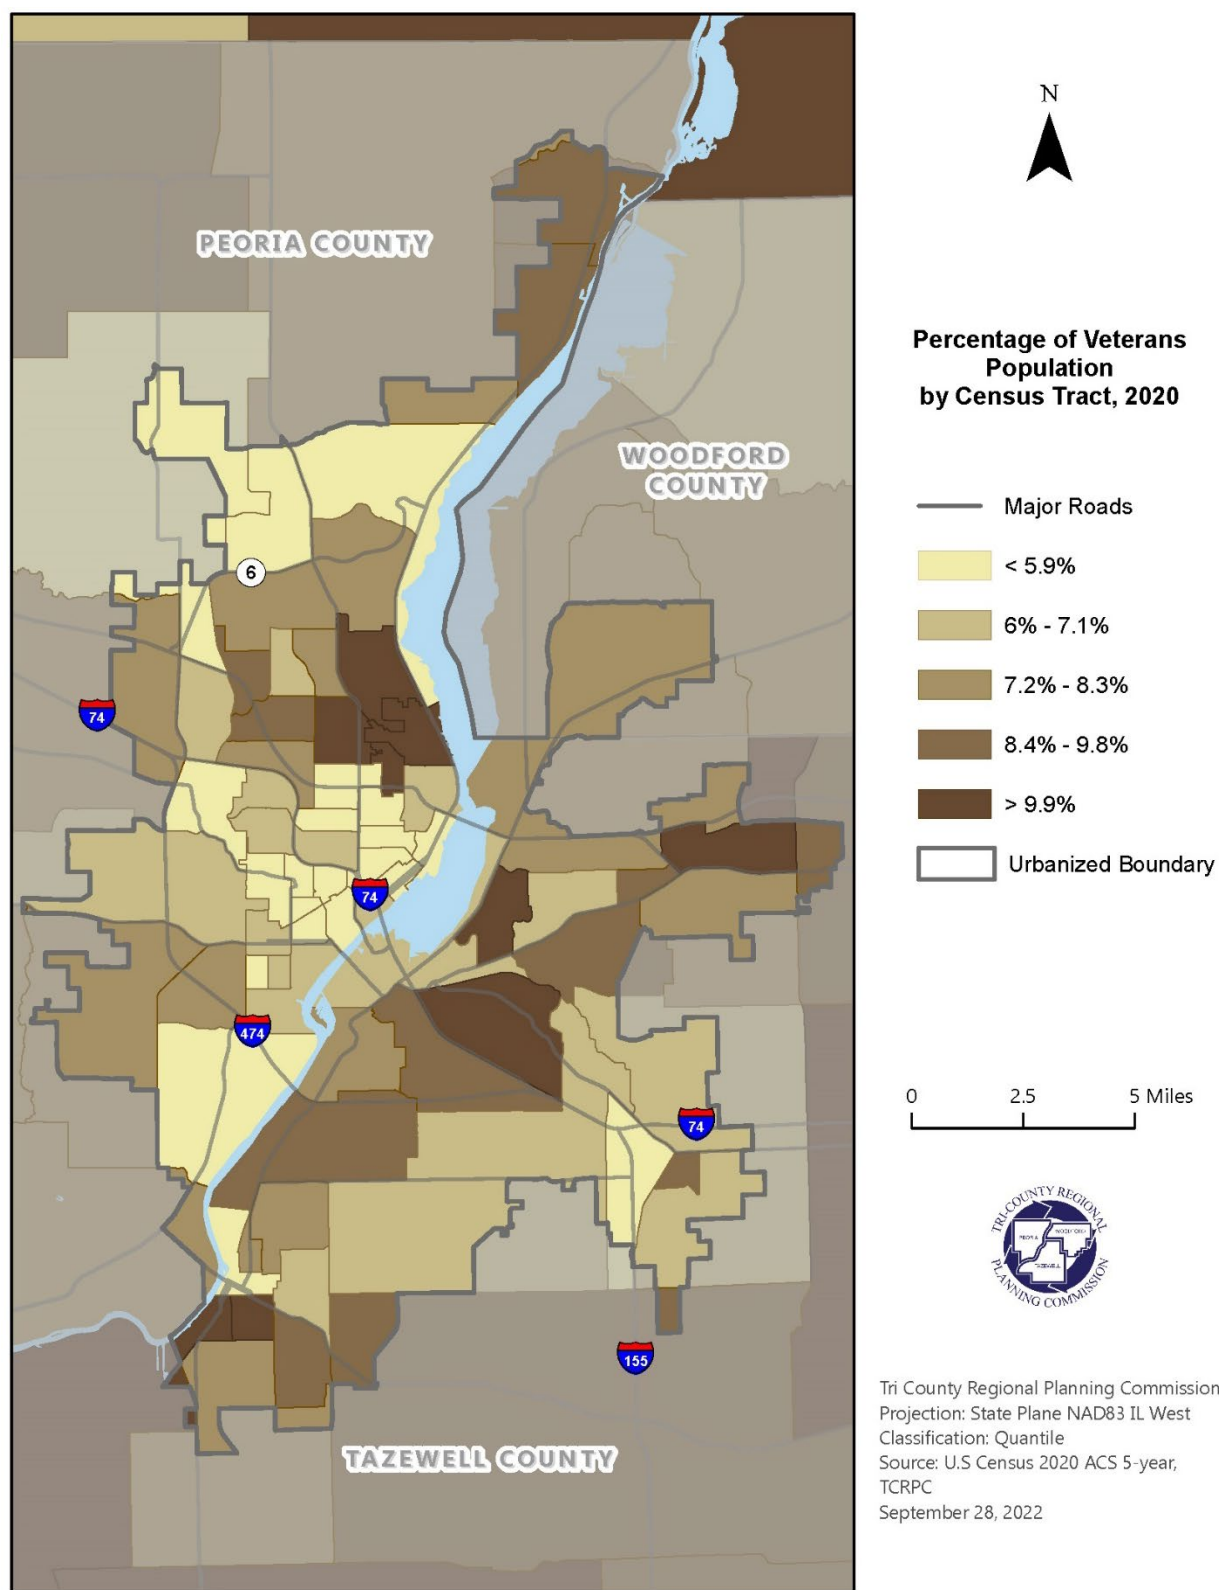 N
PEORIA COUNTY
WOODFORD
COUNTY
6
74
74
474
74
155
TAZEWELL COUNTY
Percentage of Veterans
Population
by Census Tract, 2020
Major Roads
< 5.9%
6% - 7.1%
7.2% - 8.3%
8.4% - 9.8%
> 9.9%
Urbanized Boundary
0 2.5 5 Miles
TRI-COUNTY REGIONAL
PEORIA
WOODFORD
TAZEWELL
PLANNING COMMISSION
Tri County Regional Planning Commission
Projection: State Plane NAD83 IL West
Classification: Quantile
Source: U.S Census 2020 ACS 5-year,
TCRPC
September 28, 2022